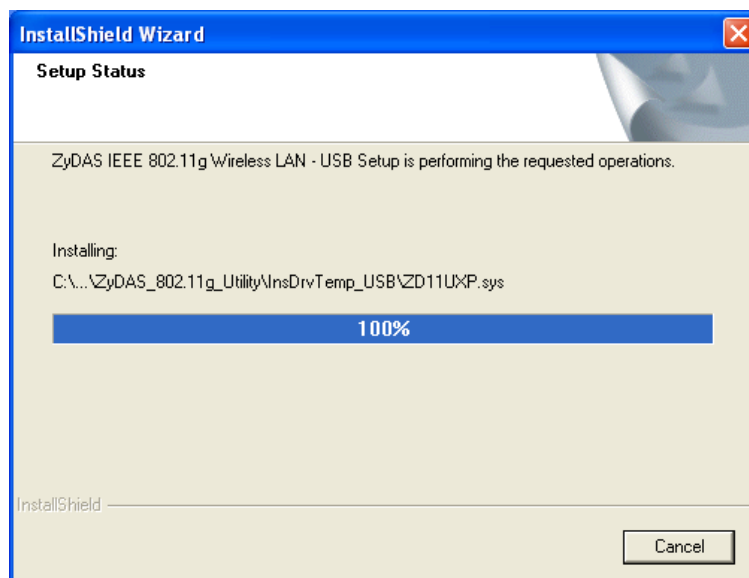 InstallShield Wizard
Setup Status
ZyDAS IEEE 802.11g Wireless LAN - USB Setup is performing the requested operations.
Installing:
C:\...\ZyDAS_802.11g_Utility\InsDrvTemp_USB\ZD11UXP.sys
100%
InstallShield
Cancel